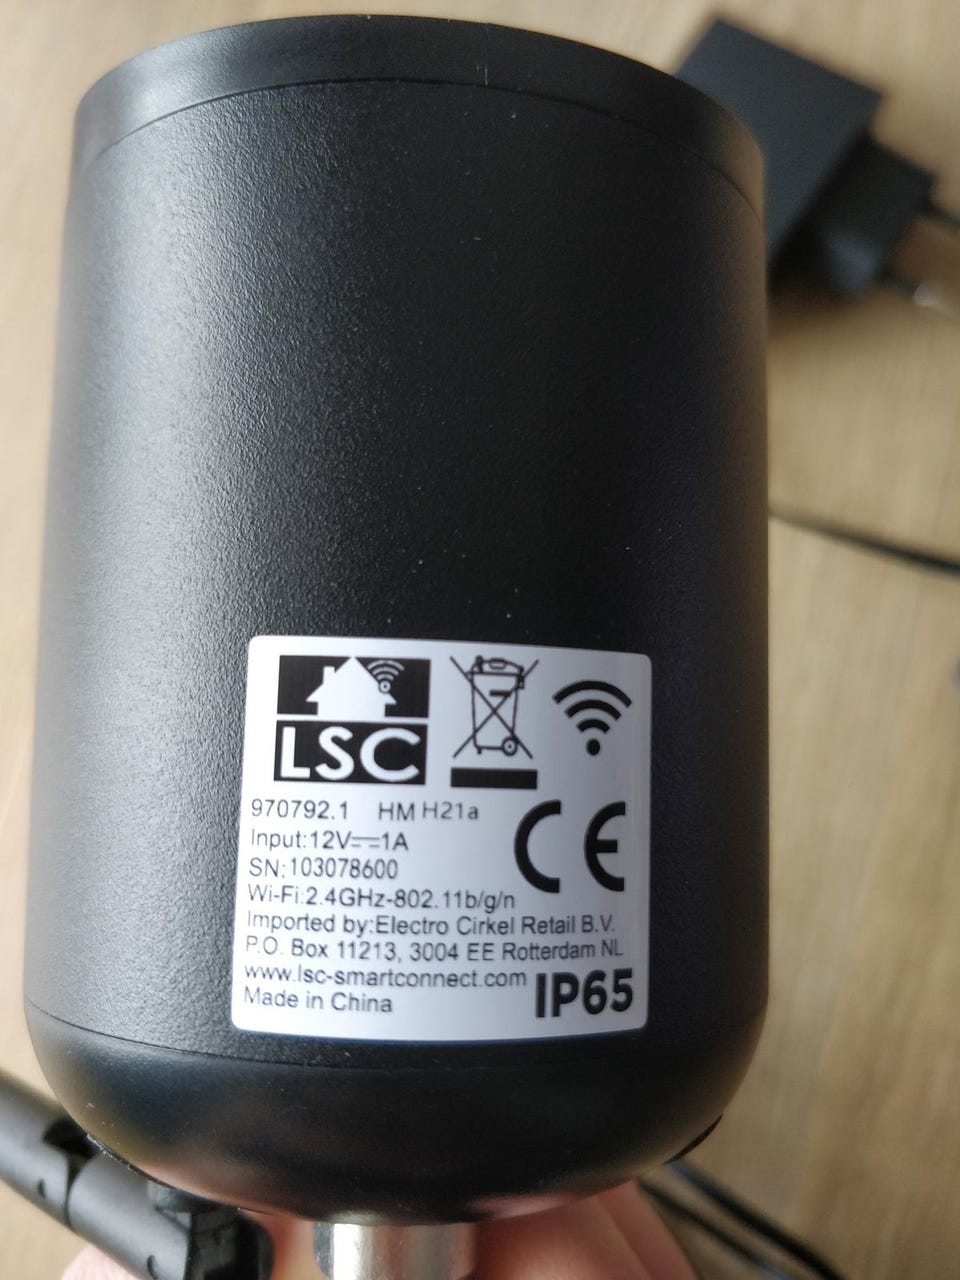 LSC
970792.1 HM H21a
Input:12V⎓1A
SN:103078600
Wi-Fi:2.4GHz-802.11b/g/n
Imported by:Electro Cirkel Retail B.V.
P.O. Box 11213, 3004 EE Rotterdam NL
www.lsc-smartconnect.com
Made in China
CE
IP65